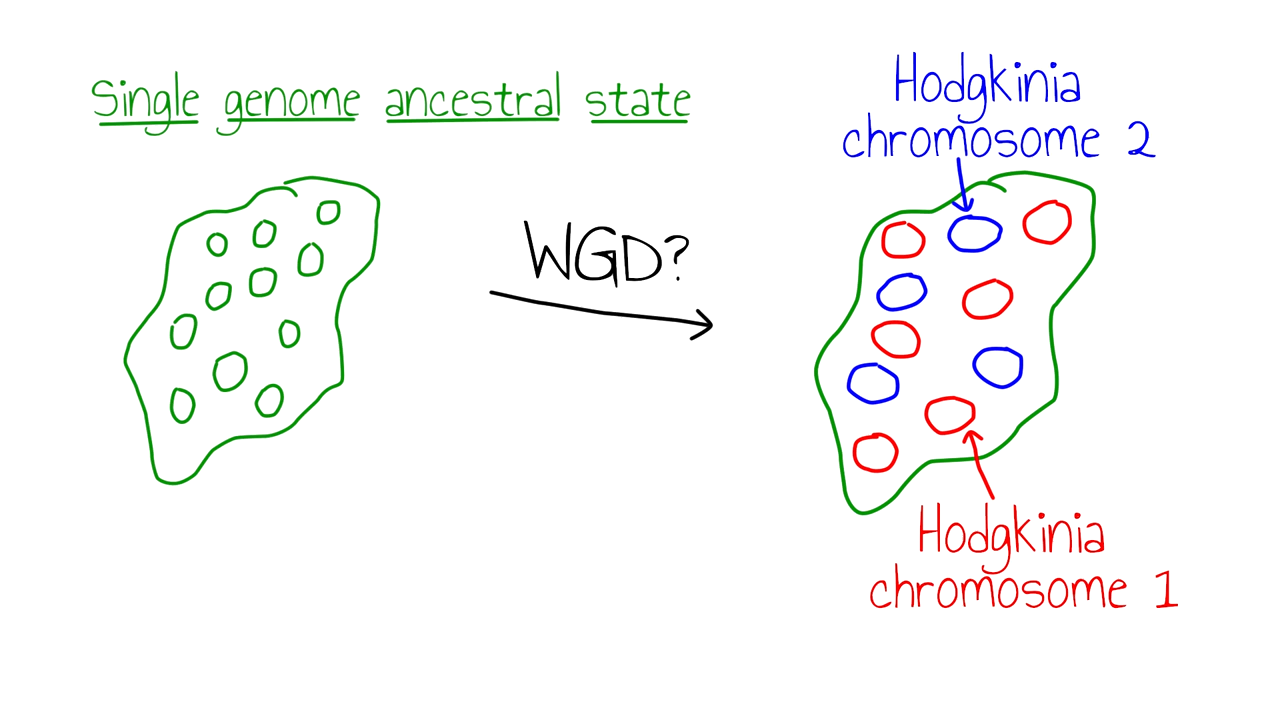 Single genome ancestral state
Hodgkinia
chromosome 2
WGD?
Hodgkinia
chromosome 1